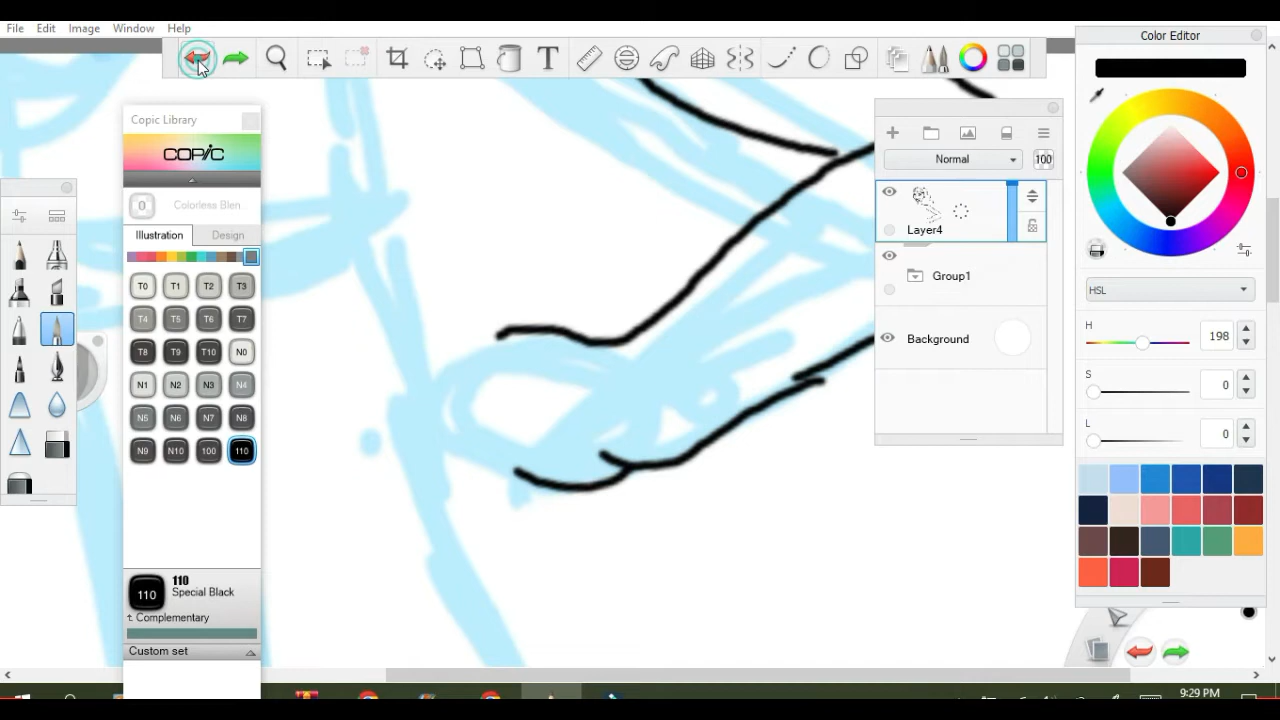 File Edit Image Window Help
T
Color Editor
Copic Library
COPIC
0 Colorless Blen
Illustration Design
T0 T1 T2 T3
T4 T5 T6 T7
T8 T9 T10 N0
N1 N2 N3 N4
N5 N6 N7 N8
N9 N10 100 110
110
110 Special Black
: Complementary
Custom set
Normal 100
Layer4
Group1
Background
HSL
H 198
S 0
L 0
9:29 PM